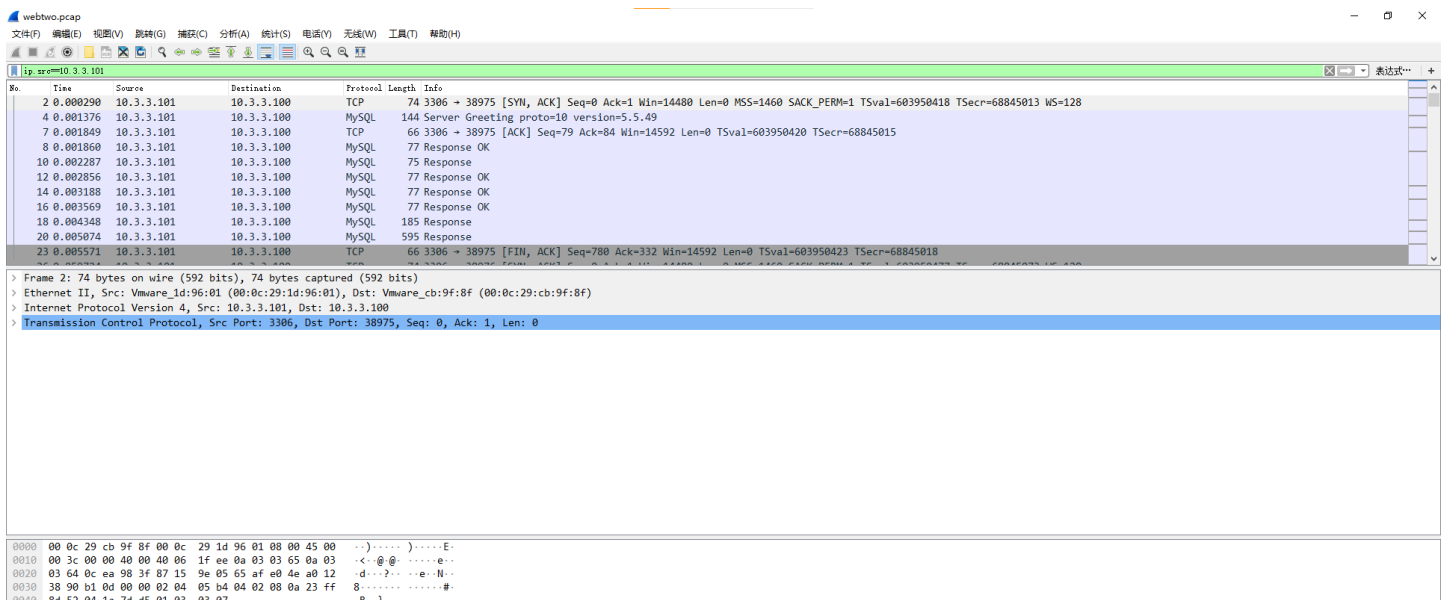 webtwo.pcap
文件(F) 编辑(E) 视图(V) 跳转(G) 捕获(C) 分析(A) 统计(S) 电话(Y) 无线(W) 工具(T) 帮助(H)
ip.src==10.3.3.101 表达式… +
No. Time Source Destination Protocol Length Info
2 0.000290 10.3.3.101 10.3.3.100 TCP 74 3306 → 38975 [SYN, ACK] Seq=0 Ack=1 Win=14480 Len=0 MSS=1460 SACK_PERM=1 TSval=603950418 TSecr=68845013 WS=128
4 0.001376 10.3.3.101 10.3.3.100 MySQL 144 Server Greeting proto=10 version=5.5.49
7 0.001849 10.3.3.101 10.3.3.100 TCP 66 3306 → 38975 [ACK] Seq=79 Ack=84 Win=14592 Len=0 TSval=603950420 TSecr=68845015
8 0.001860 10.3.3.101 10.3.3.100 MySQL 77 Response OK
10 0.002287 10.3.3.101 10.3.3.100 MySQL 75 Response
12 0.002856 10.3.3.101 10.3.3.100 MySQL 77 Response OK
14 0.003188 10.3.3.101 10.3.3.100 MySQL 77 Response OK
16 0.003569 10.3.3.101 10.3.3.100 MySQL 77 Response OK
18 0.004348 10.3.3.101 10.3.3.100 MySQL 185 Response
20 0.005074 10.3.3.101 10.3.3.100 MySQL 595 Response
23 0.005571 10.3.3.101 10.3.3.100 TCP 66 3306 → 38975 [FIN, ACK] Seq=780 Ack=332 Win=14592 Len=0 TSval=603950423 TSecr=68845018
Frame 2: 74 bytes on wire (592 bits), 74 bytes captured (592 bits)
Ethernet II, Src: Vmware_1d:96:01 (00:0c:29:1d:96:01), Dst: Vmware_cb:9f:8f (00:0c:29:cb:9f:8f)
Internet Protocol Version 4, Src: 10.3.3.101, Dst: 10.3.3.100
Transmission Control Protocol, Src Port: 3306, Dst Port: 38975, Seq: 0, Ack: 1, Len: 0
0000 00 0c 29 cb 9f 8f 00 0c 29 1d 96 01 08 00 45 00 ··)····· )·····E·
0010 00 3c 00 00 40 00 40 06 1f ee 0a 03 03 65 0a 03 ·<··@·@· ·····e··
0020 03 64 0c ea 98 3f 87 15 9e 05 65 af e0 4e a0 12 ·d···?·· ··e··N··
0030 38 90 b1 0d 00 00 02 04 05 b4 04 02 08 0a 23 ff 8······· ······#·